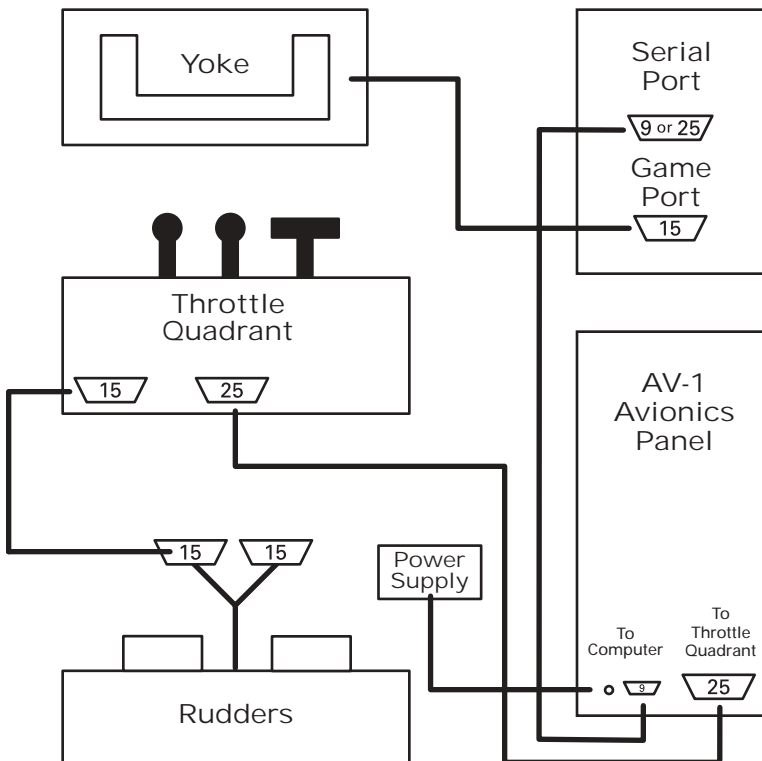 Yoke
Serial
Port
9 or 25
Game
Port
15
Throttle
Quadrant
15
25
AV-1
Avionics
Panel
15
15
Power
Supply
To
Computer
To
Throttle
Quadrant
9
25
Rudders